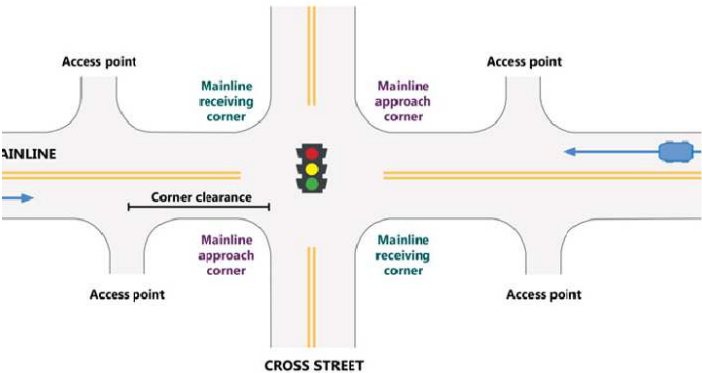 Access point
Access point
Mainline
receiving
corner
Mainline
approach
corner
AINLINE
Corner clearance
Mainline
approach
corner
Mainline
receiving
corner
Access point
Access point
CROSS STREET